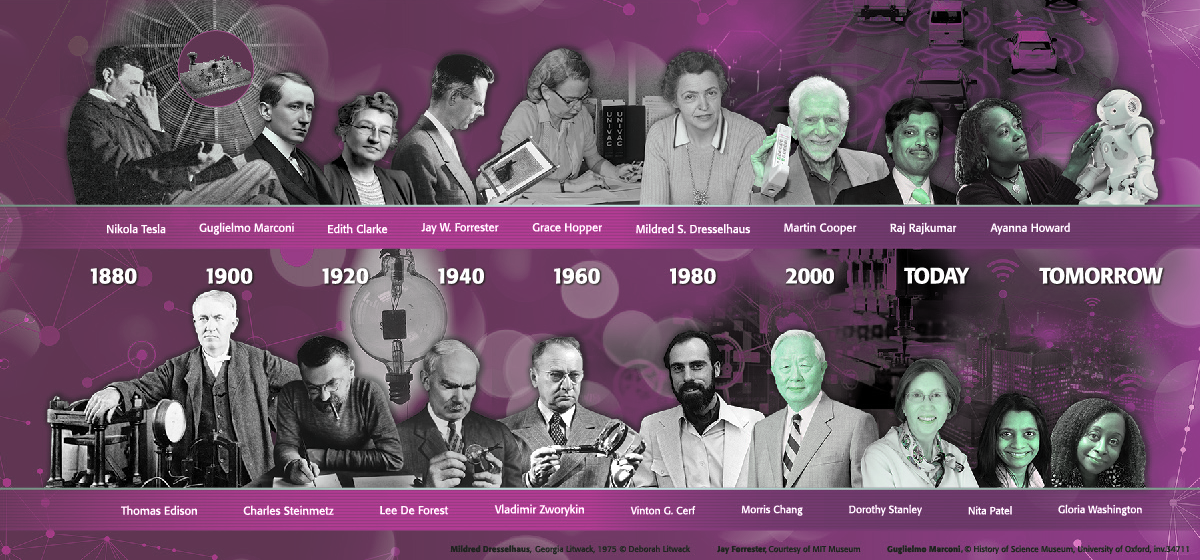 UNIVAC
UNIVAC
Nikola Tesla
Guglielmo Marconi
Edith Clarke
Jay W. Forrester
Grace Hopper
Mildred S. Dresselhaus
Martin Cooper
Raj Rajkumar
Ayanna Howard
1880
1900
1920
1940
1960
1980
2000
TODAY
TOMORROW
Thomas Edison
Charles Steinmetz
Lee De Forest
Vladimir Zworykin
Vinton G. Cerf
Morris Chang
Dorothy Stanley
Nita Patel
Gloria Washington
Mildred Dresselhaus, Georgia Litwack, 1975 © Deborah Litwack
Jay Forrester, Courtesy of MIT Museum
Guglielmo Marconi, © History of Science Museum, University of Oxford, inv.34711